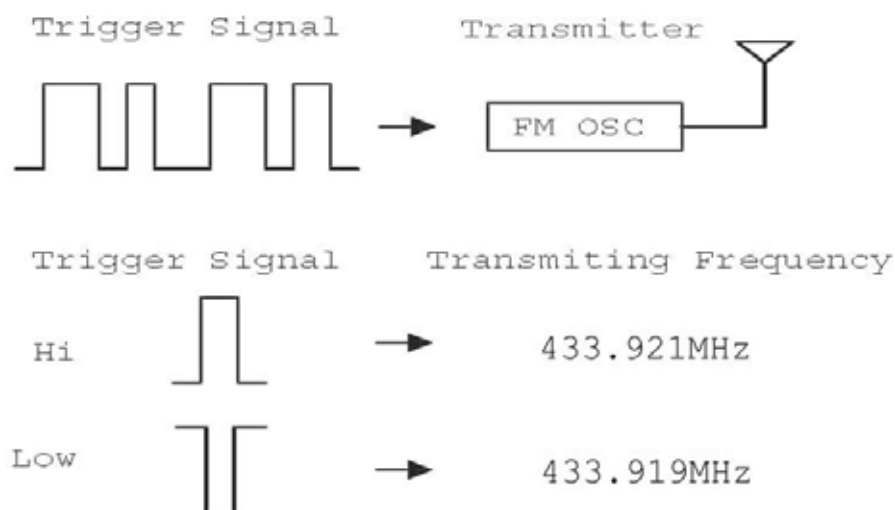 Trigger Signal Transmitter
FM OSC
Trigger Signal Transmiting Frequency
Hi 433.921MHz
Low 433.919MHz